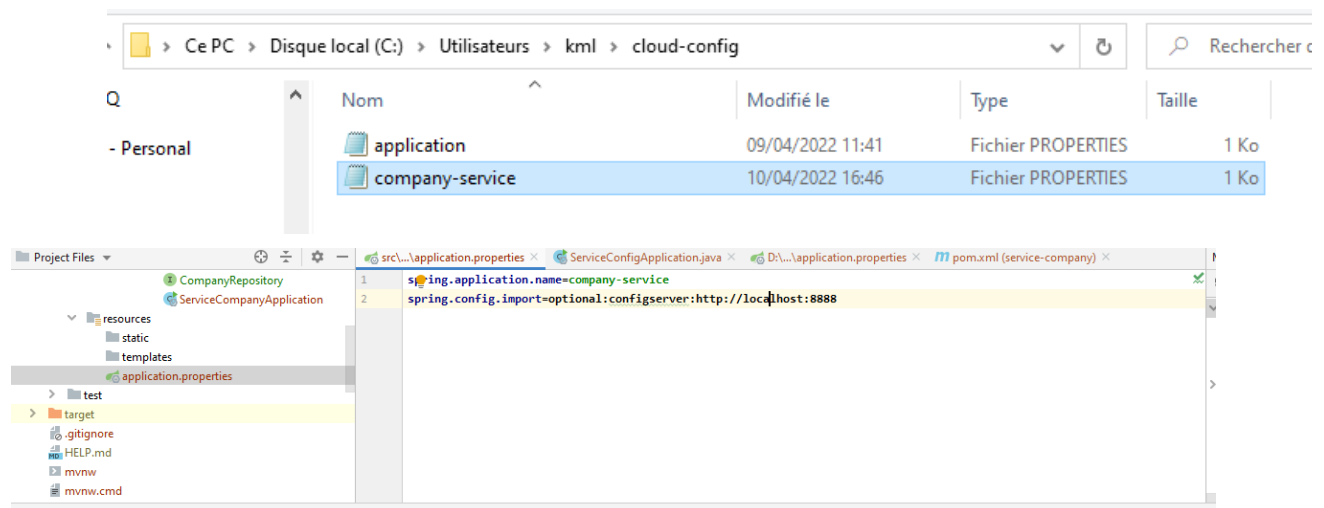 Ce PC > Disque local (C:) > Utilisateurs > kml > cloud-config
Rechercher
Q
Nom
Modifié le
Type
Taille
- Personal
application
09/04/2022 11:41
Fichier PROPERTIES
1 Ko
company-service
10/04/2022 16:46
Fichier PROPERTIES
1 Ko
Project Files
src\...\application.properties
ServiceConfigApplication.java
D:\...\application.properties
pom.xml (service-company)
CompanyRepository
ServiceCompanyApplication
resources
static
templates
application.properties
test
target
.gitignore
HELP.md
mvnw
mvnw.cmd
1 spring.application.name=company-service
2 spring.config.import=optional:configserver:http://localhost:8888